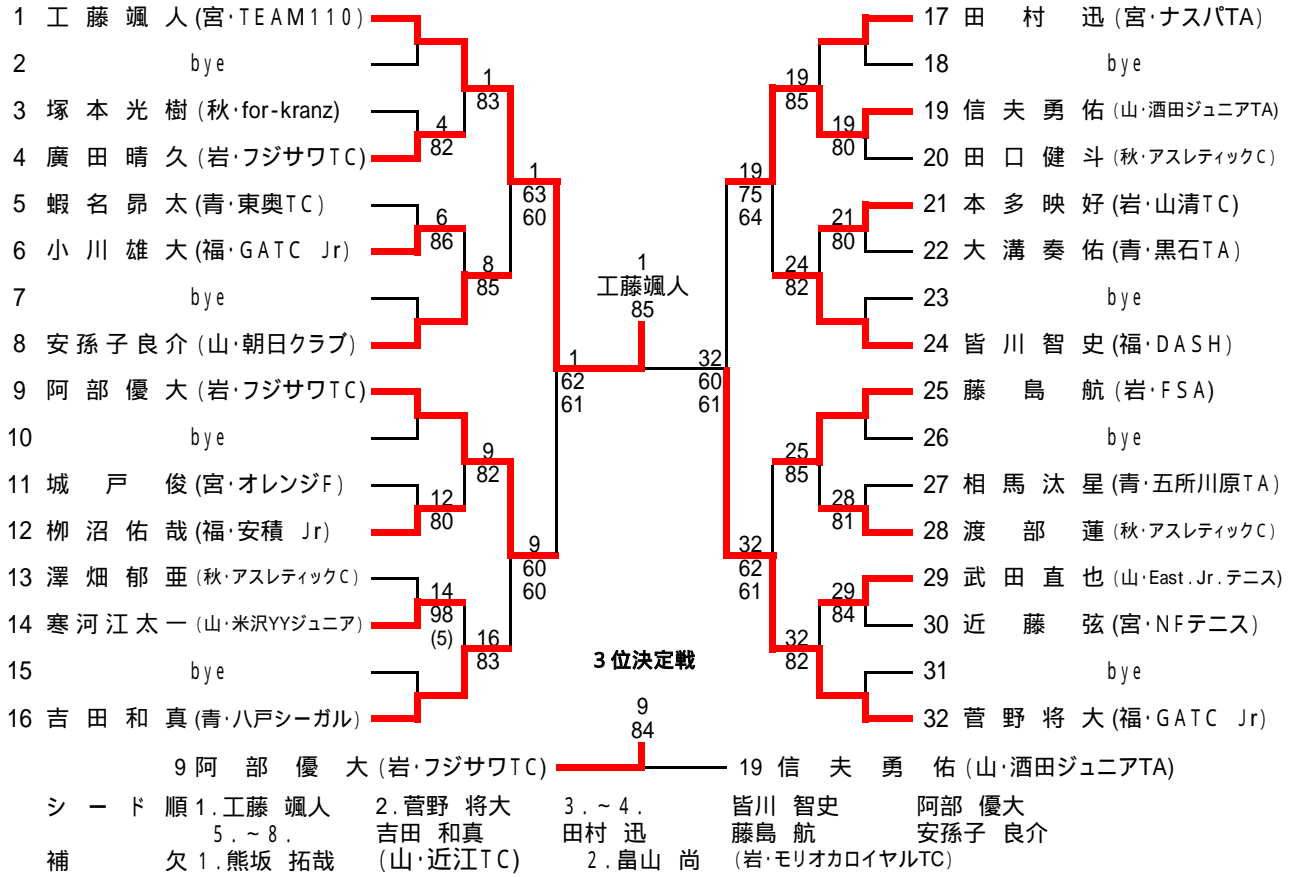 1 工藤颯人 (宮・TEAM110)
2 bye
3 塚本光樹 (秋・for-kranz)
4 廣田晴久 (岩・フジサワTC)
5 蝦名昴太 (青・東奥TC)
6 小川雄大 (福・GATC Jr)
7 bye
8 安孫子良介 (山・朝日クラブ)
9 阿部優大 (岩・フジサワTC)
10 bye
11 城戸俊 (宮・オレンジF)
12 栁沼佑哉 (福・安積 Jr)
13 澤畑郁亜 (秋・アスレティックC)
14 寒河江太一 (山・米沢YYジュニア)
15 bye
16 吉田和真 (青・八戸シーガル)
4
82
6
86
12
80
14
98
(5)
1
83
8
85
9
82
16
83
1
63
60
9
60
60
1
62
61
1
工藤颯人
85
32
60
61
19
75
64
32
62
61
19
85
24
82
25
85
32
82
19
80
21
80
28
81
29
84
17 田村迅 (宮・ナスパTA)
18 bye
19 信夫勇佑 (山・酒田ジュニアTA)
20 田口健斗 (秋・アスレティックC)
21 本多映好 (岩・山清TC)
22 大溝奏佑 (青・黒石TA)
23 bye
24 皆川智史 (福・DASH)
25 藤島航 (岩・FSA)
26 bye
27 相馬汰星 (青・五所川原TA)
28 渡部蓮 (秋・アスレティックC)
29 武田直也 (山・East.Jr.テニス)
30 近藤弦 (宮・NFテニス)
31 bye
32 菅野将大 (福・GATC Jr)
3位決定戦
9
84
9 阿部優大 (岩・フジサワTC) 19 信夫勇佑 (山・酒田ジュニアTA)
シード順 1.工藤 颯人 2.菅野 将大 3.~4. 皆川 智史 阿部 優大
5.~8. 吉田 和真 田村 迅 藤島 航 安孫子 良介
補欠 1.熊坂 拓哉 (山・近江TC) 2.畠山 尚 (岩・モリオカロイヤルTC)